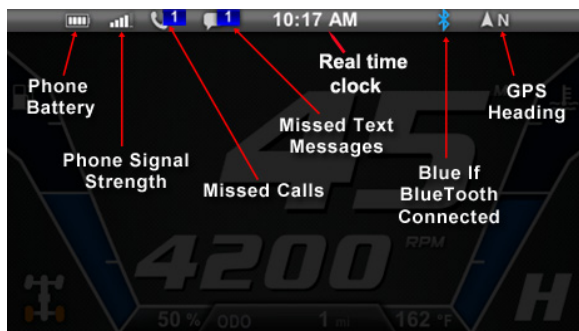 1
1
10:17 AM
N
Phone
Battery
Phone Signal
Strength
Missed Calls
Missed Text
Messages
Real time
clock
Blue If
BlueTooth
Connected
GPS
Heading
45
4200
RPM
H
50 %
ODO
1 mi
162 °F